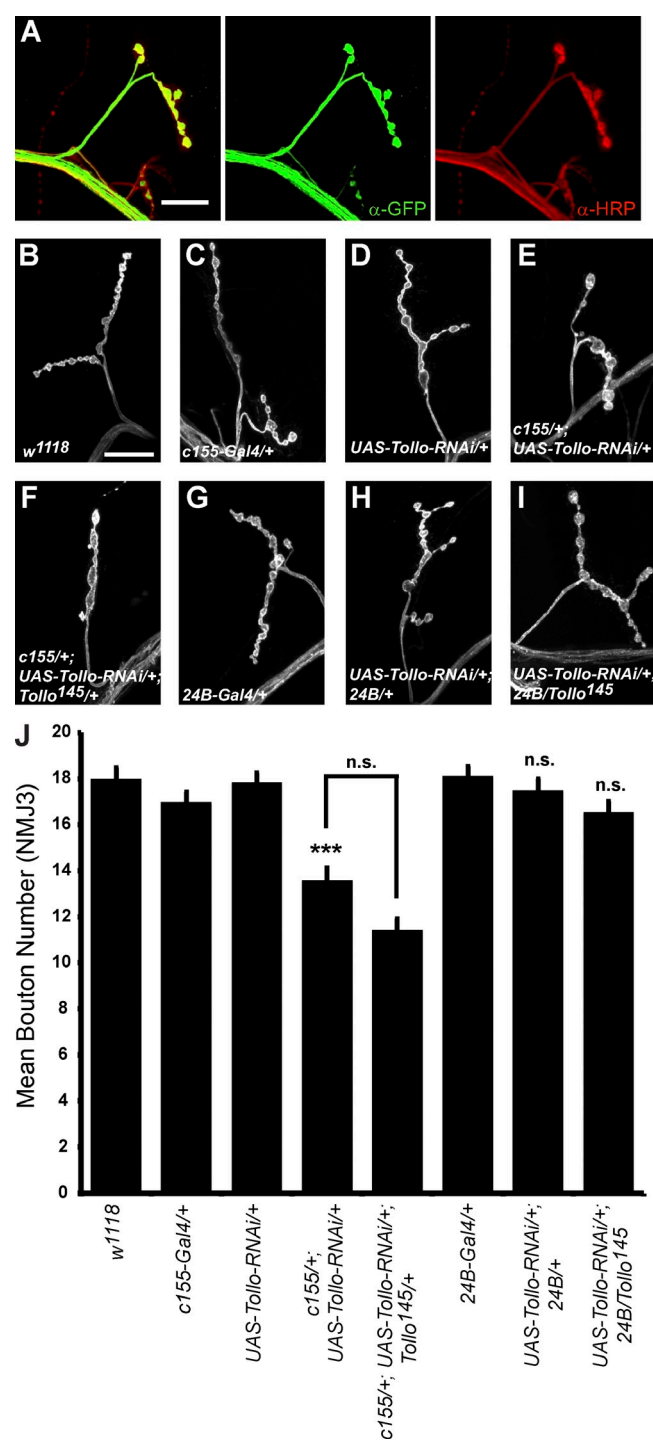 A
α-GFP
α-HRP
B
w1118
C
c155-Gal4/+
D
UAS-Tollo-RNAi/+
E
c155/+;
UAS-Tollo-RNAi/+
F
c155/+;
UAS-Tollo-RNAi/+;
Tollo145/+
G
24B-Gal4/+
H
UAS-Tollo-RNAi/+;
24B/+
I
UAS-Tollo-RNAi/+;
24B/Tollo145
J
Mean Bouton Number (NMJ3)
20
18
16
14
12
10
8
6
4
2
0
***
n.s.
n.s.
n.s.
w1118
c155-Gal4/+
UAS-Tollo-RNAi/+
c155/+;
UAS-Tollo-RNAi/+
c155/+; UAS-Tollo-RNAi/+;
Tollo145/+
24B-Gal4/+
UAS-Tollo-RNAi/+;
24B/+
UAS-Tollo-RNAi/+;
24B/Tollo145